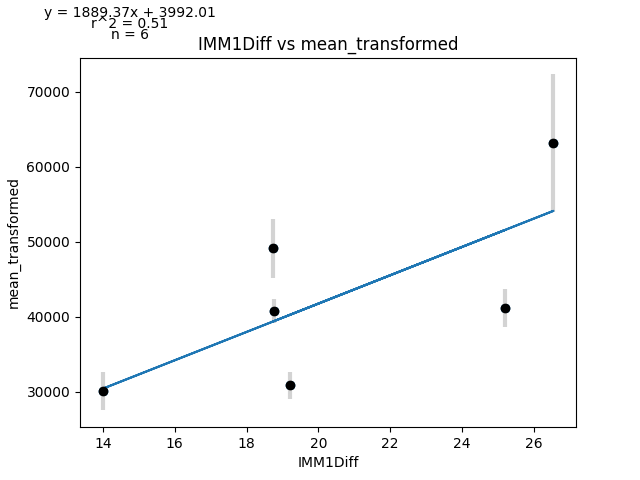 y = 1889.37x + 3992.01
r^2 = 0.51
n = 6
IMM1Diff vs mean_transformed
mean_transformed
70000
60000
50000
40000
30000
14 16 18 20 22 24 26
IMM1Diff